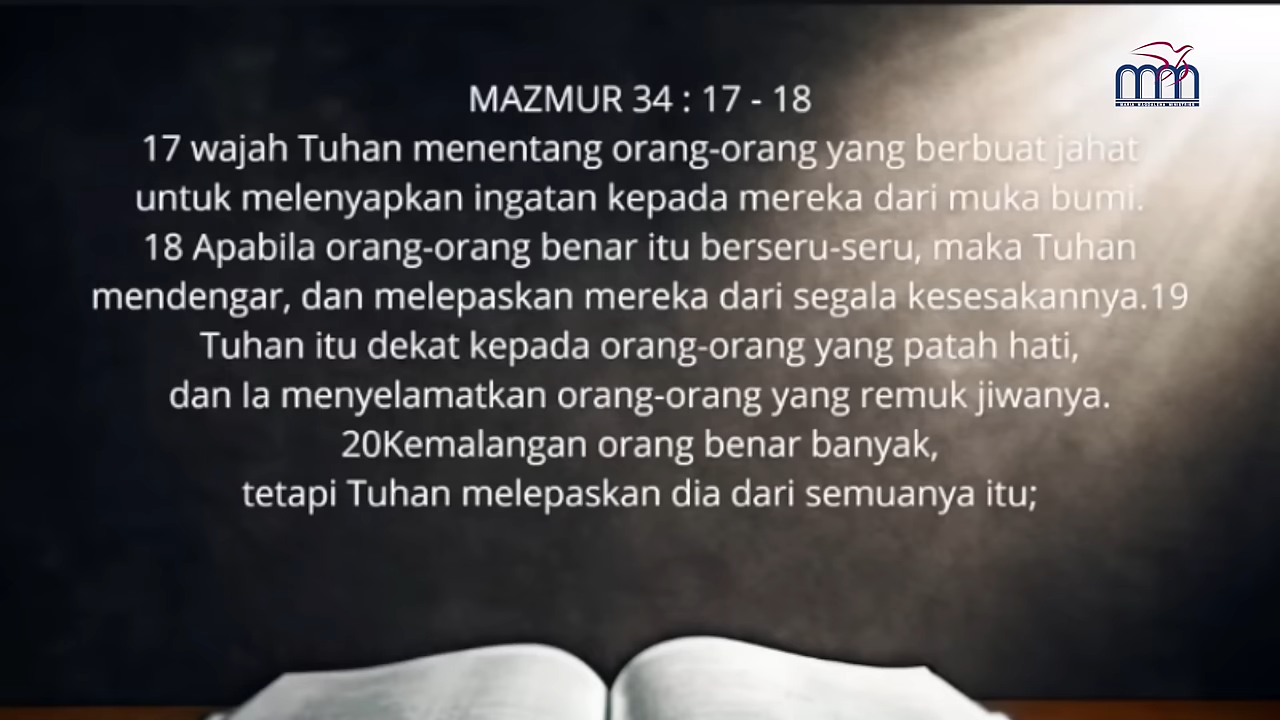 MAZMUR 34 : 17 - 18
17 wajah Tuhan menentang orang-orang yang berbuat jahat
untuk melenyapkan ingatan kepada mereka dari muka bumi.
18 Apabila orang-orang benar itu berseru-seru, maka Tuhan
mendengar, dan melepaskan mereka dari segala kesesakannya.19
Tuhan itu dekat kepada orang-orang yang patah hati,
dan Ia menyelamatkan orang-orang yang remuk jiwanya.
20Kemalangan orang benar banyak,
tetapi Tuhan melepaskan dia dari semuanya itu;
MARIA MAGDALENA MINISTRIES